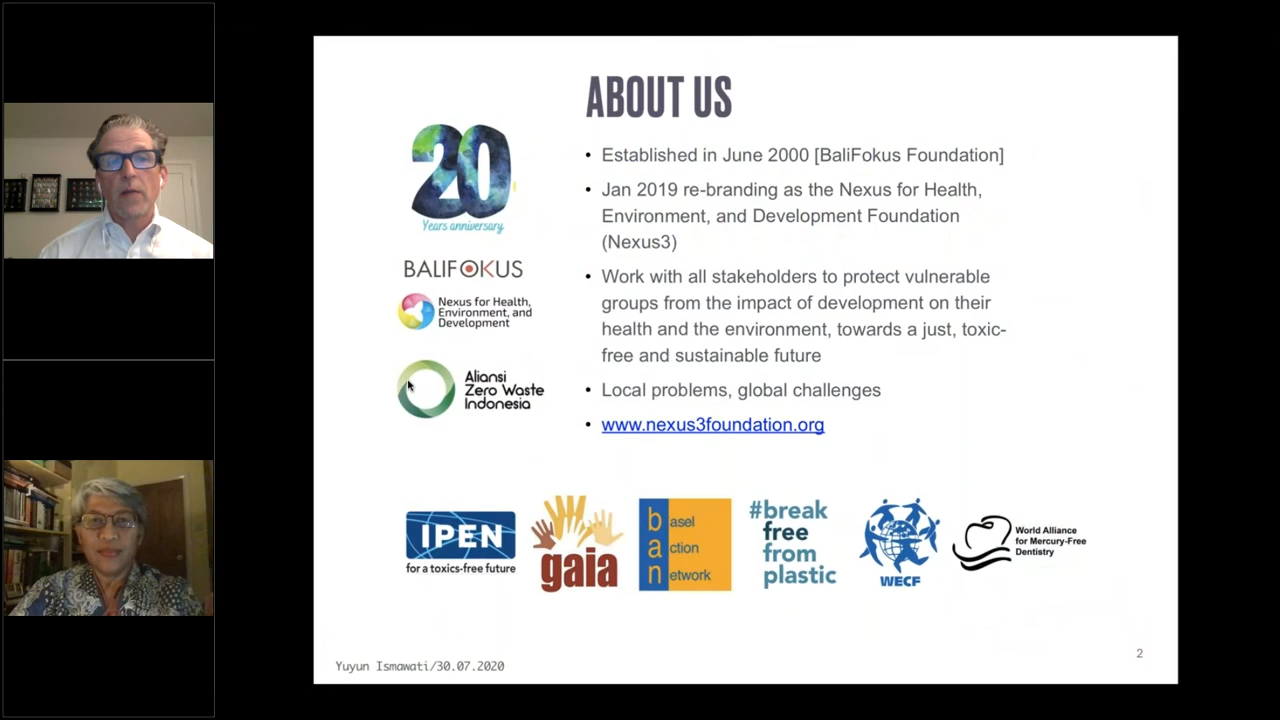 ABOUT US
20
Years anniversary
BALIFOKUS
Nexus for Health,
Environment, and
Development
Aliansi
Zero Waste
Indonesia
• Established in June 2000 [BaliFokus Foundation]
• Jan 2019 re-branding as the Nexus for Health,
Environment, and Development Foundation
(Nexus3)
• Work with all stakeholders to protect vulnerable
groups from the impact of development on their
health and the environment, towards a just, toxic-
free and sustainable future
• Local problems, global challenges
• www.nexus3foundation.org
IPEN
for a toxics-free future
gaia
basel
action
network
#break
free
from
plastic
WECF
World Alliance
for Mercury-Free
Dentistry
Yuyun Ismawati/30.07.2020
2